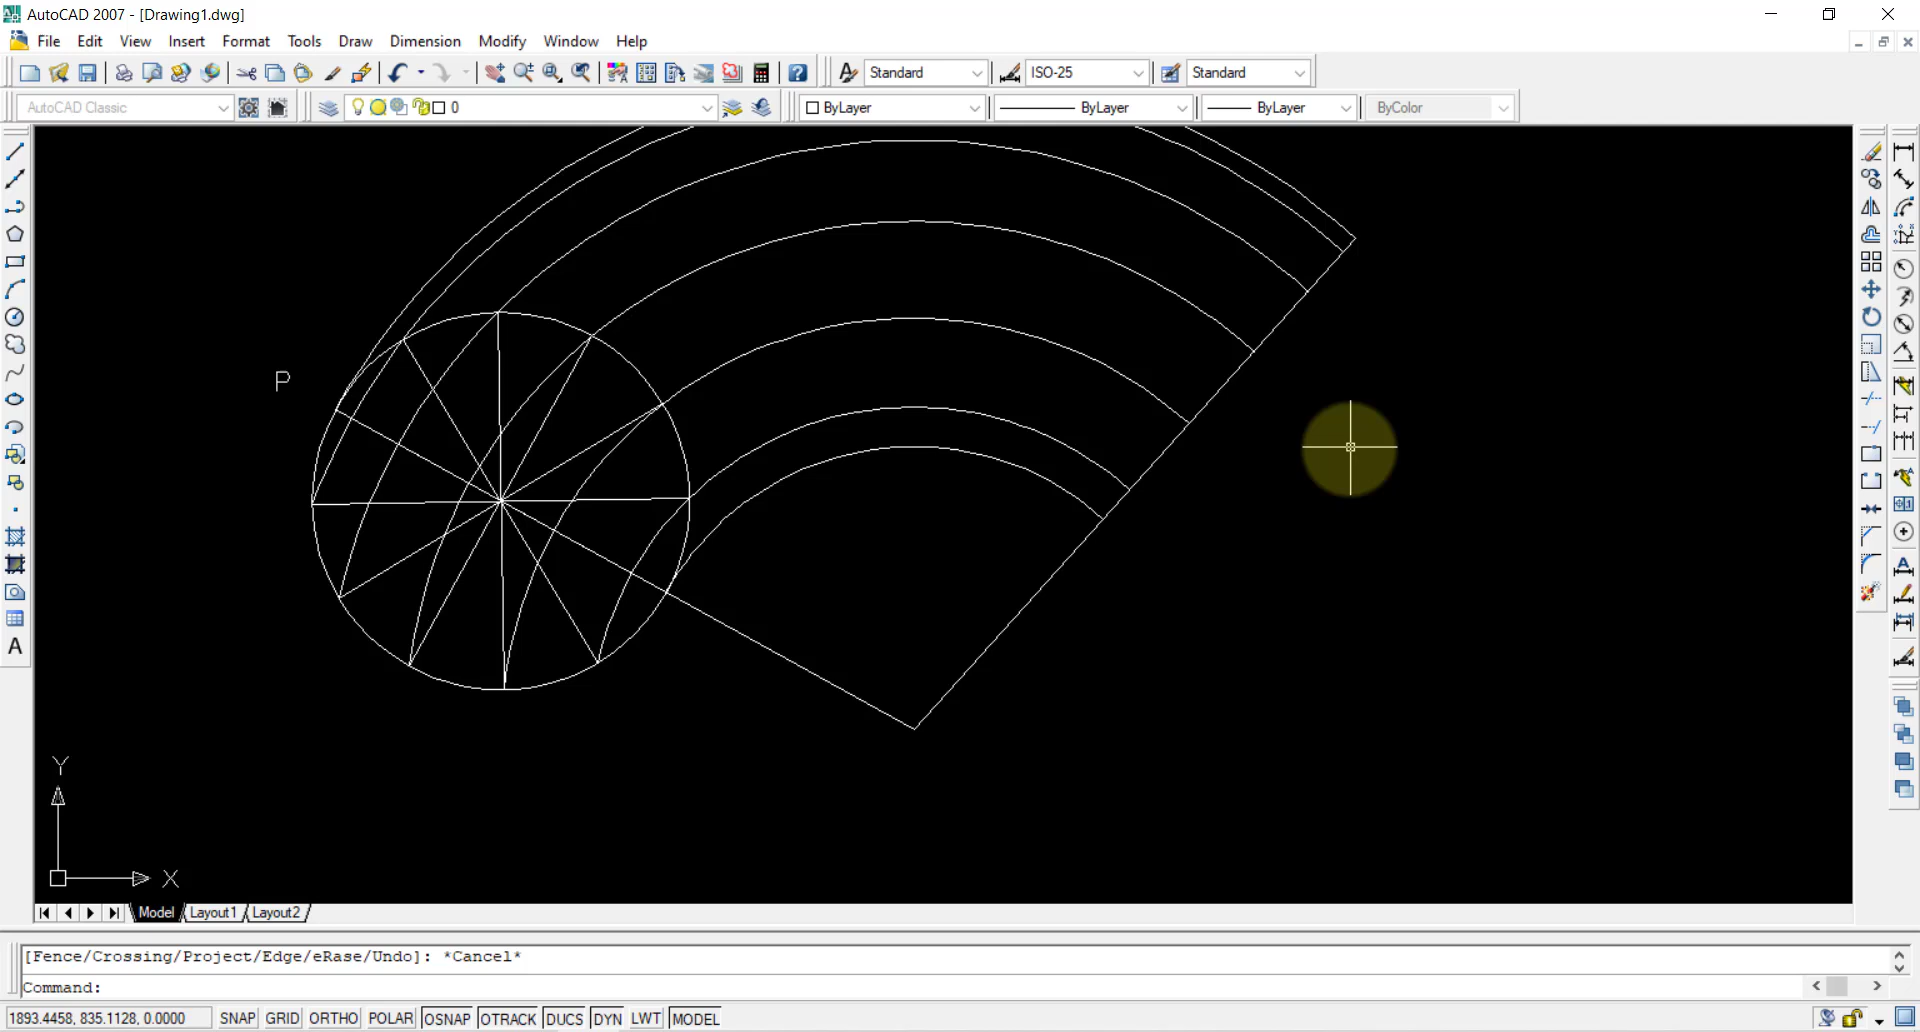 AutoCAD 2007 - [Drawing1.dwg]
File Edit View Insert Format Tools Draw Dimension Modify Window Help
Standard ISO-25 Standard
AutoCAD Classic 0 ByLayer ByLayer ByLayer ByColor
P
Y
X
A
Model Layout1 Layout2
[Fence/Crossing/Project/Edge/eRase/Undo]: *Cancel*
Command:
1893.4458, 835.1128, 0.0000 SNAP GRID ORTHO POLAR OSNAP OTRACK DUCS DYN LWT MODEL